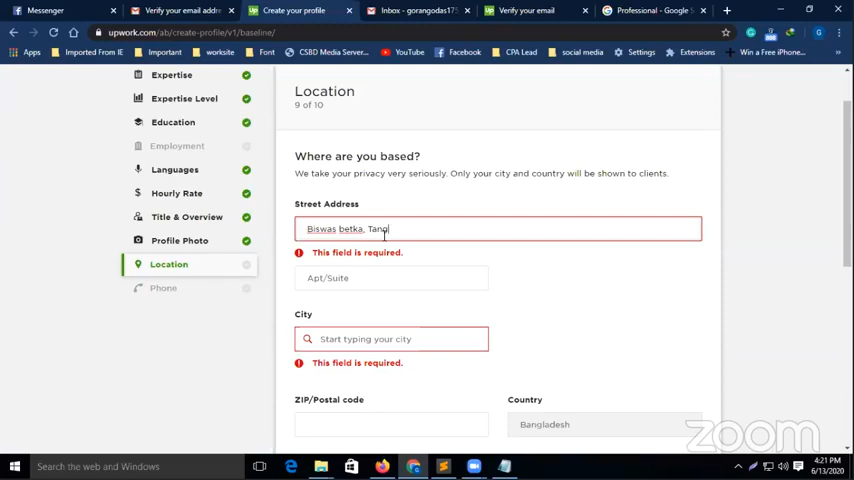 Messenger
Verify your email addr
Create your profile
Inbox - gorangodas175
Verify your email
Professional - Google S
upwork.com/ab/create-profile/v1/baseline/
Apps
Imported From IE
Important
worksite
Font
CSBD Media Server...
YouTube
Facebook
CPA Lead
social media
Settings
Extensions
Win a Free iPhone...
Expertise
Expertise Level
Education
Employment
Languages
Hourly Rate
Title & Overview
Profile Photo
Location
Phone
Location
9 of 10
Where are you based?
We take your privacy very seriously. Only your city and country will be shown to clients.
Street Address
Biswas betka, Tang
This field is required.
Apt/Suite
City
Start typing your city
This field is required.
ZIP/Postal code
Country
Bangladesh
zoom
Search the web and Windows
4:21 PM
6/13/2020